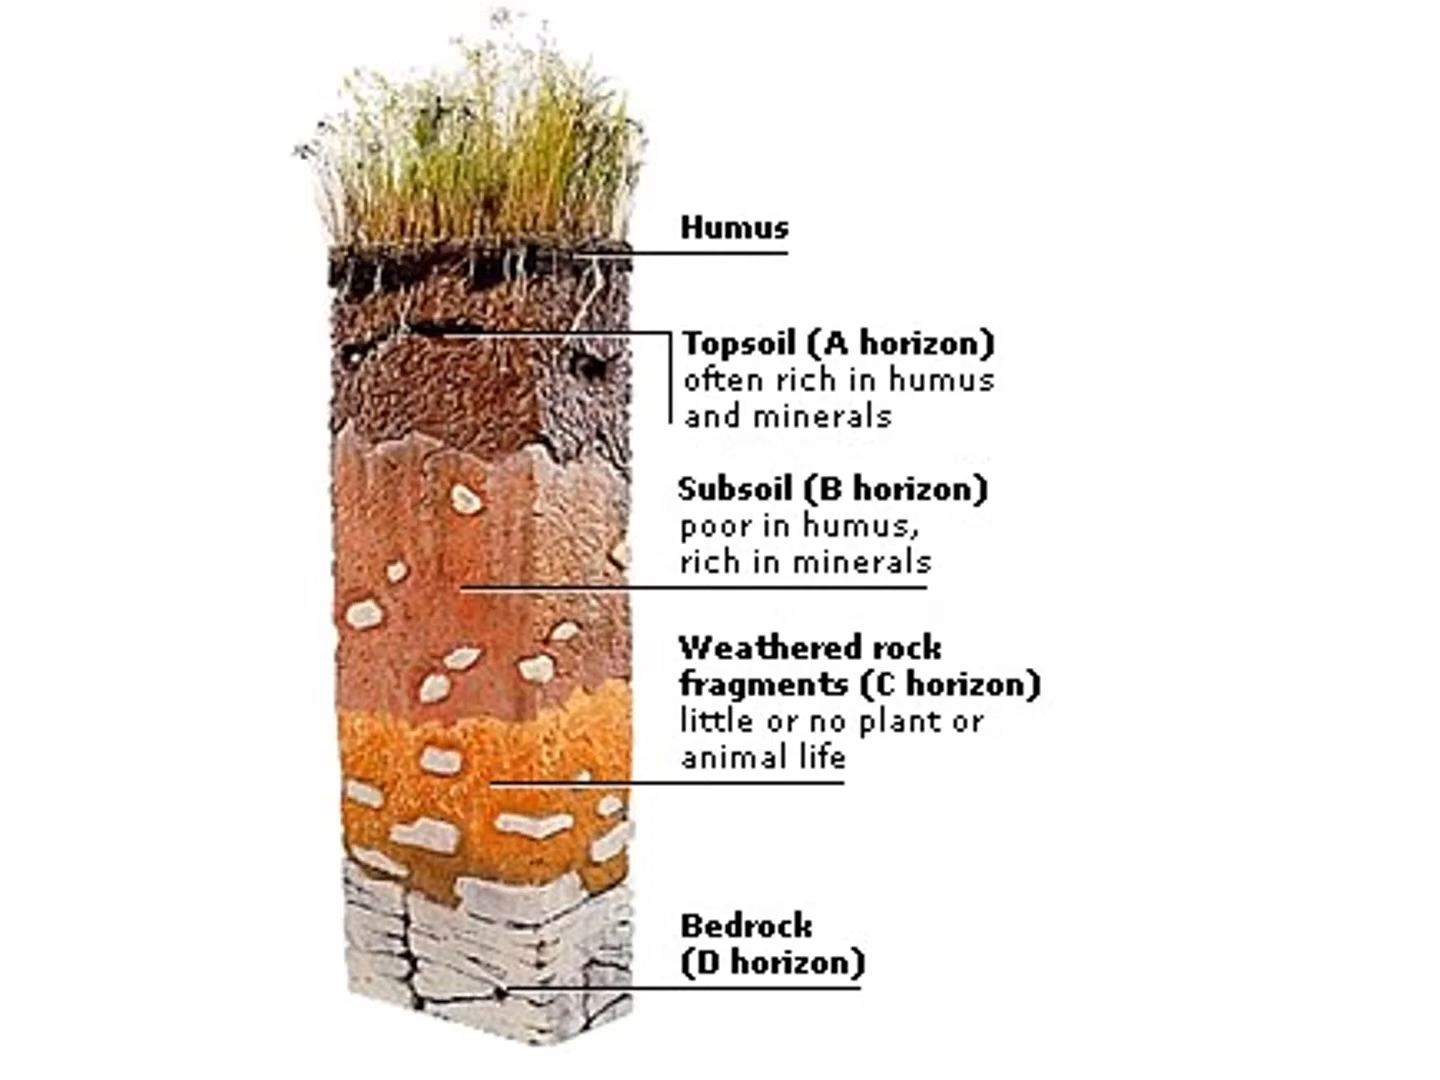 Humus
Topsoil (A horizon)
often rich in humus
and minerals
Subsoil (B horizon)
poor in humus,
rich in minerals
Weathered rock
fragments (C horizon)
little or no plant or
animal life
Bedrock
(D horizon)